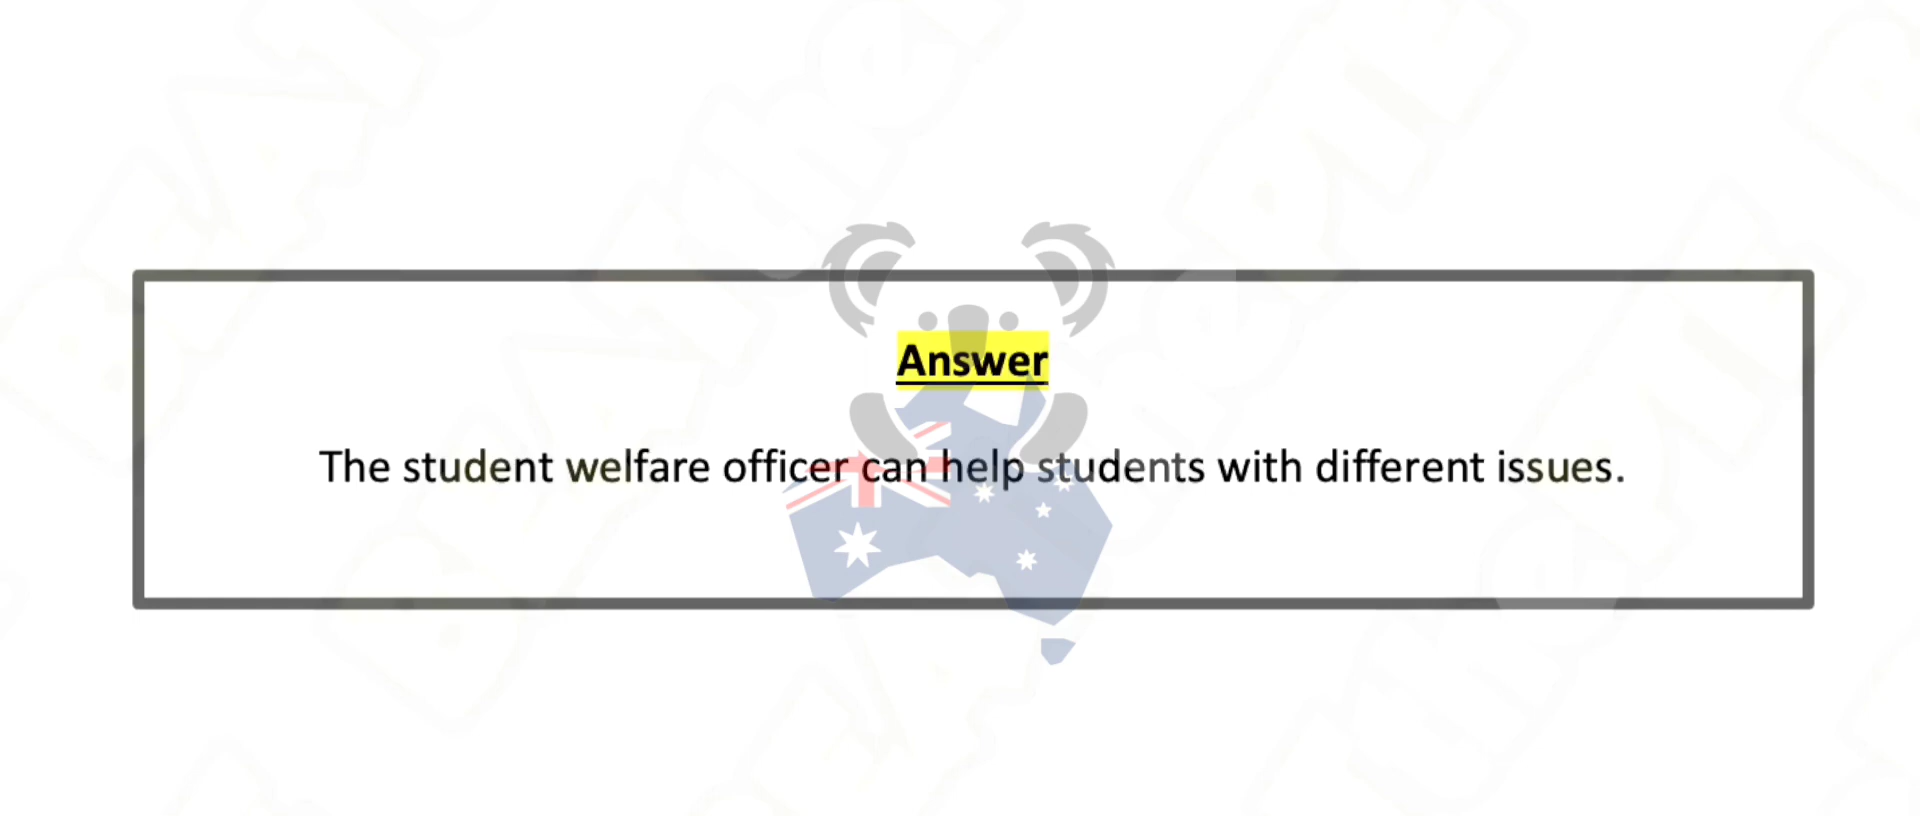 Answer
The student welfare officer can help students with different issues.